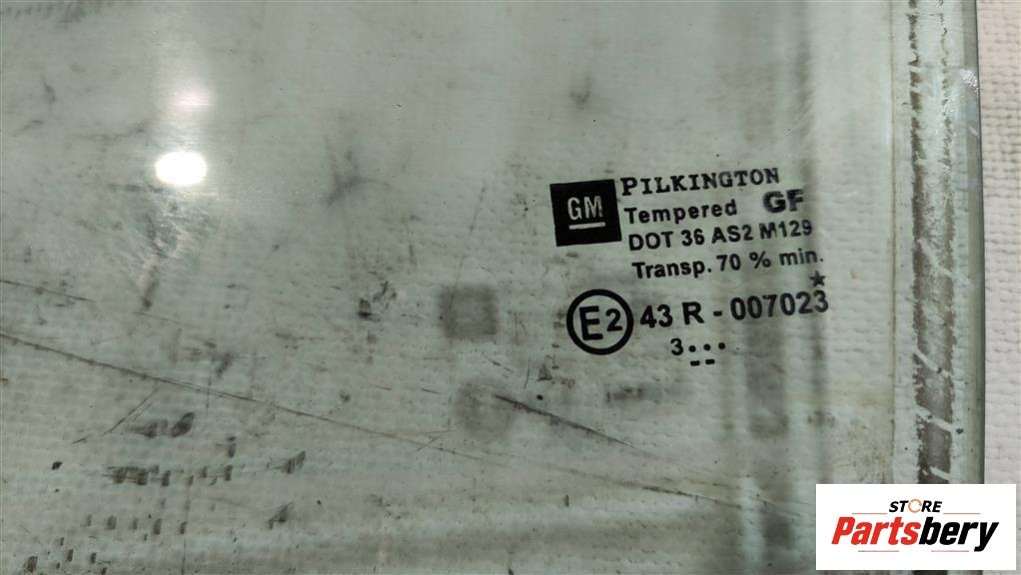 GM
PILKINGTON
Tempered GF
DOT 36 AS2 M129
Transp. 70 % min.
E2 43 R - 007023
3...
STORE
Partsbery